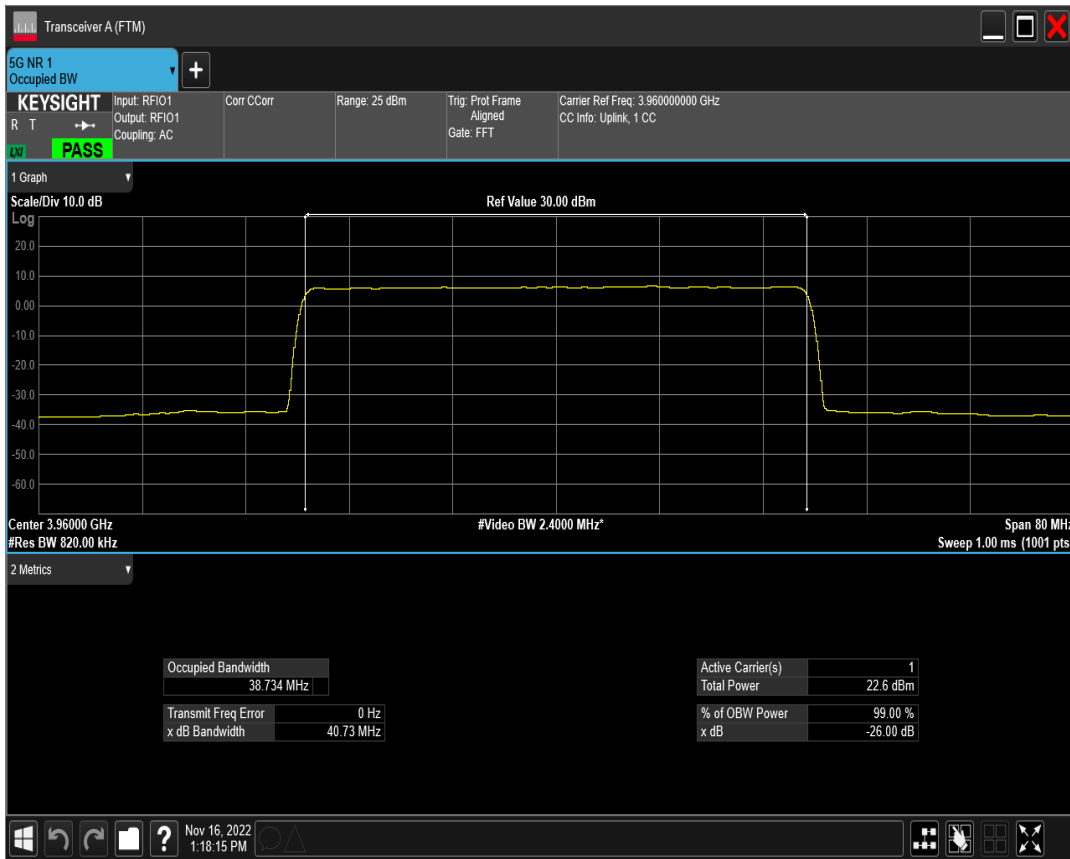 Transceiver A (FTM)
5G NR 1
Occupied BW
+
KEYSIGHT
R T
LXI
PASS
Input: RFIO1
Output: RFIO1
Coupling: AC
Corr CCorr
Range: 25 dBm
Trig: Prot Frame
Aligned
Gate: FFT
Carrier Ref Freq: 3.960000000 GHz
CC Info: Uplink, 1 CC
1 Graph
Scale/Div 10.0 dB
Ref Value 30.00 dBm
Log
20.0
10.0
0.00
-10.0
-20.0
-30.0
-40.0
-50.0
-60.0
Center 3.96000 GHz
#Video BW 2.4000 MHz*
Span 80 MHz
#Res BW 820.00 kHz
Sweep 1.00 ms (1001 pts
2 Metrics
Occupied Bandwidth
38.734 MHz
Transmit Freq Error 0 Hz
x dB Bandwidth 40.73 MHz
Active Carrier(s) 1
Total Power 22.6 dBm
% of OBW Power 99.00 %
x dB -26.00 dB
?
Nov 16, 2022
1:18:15 PM